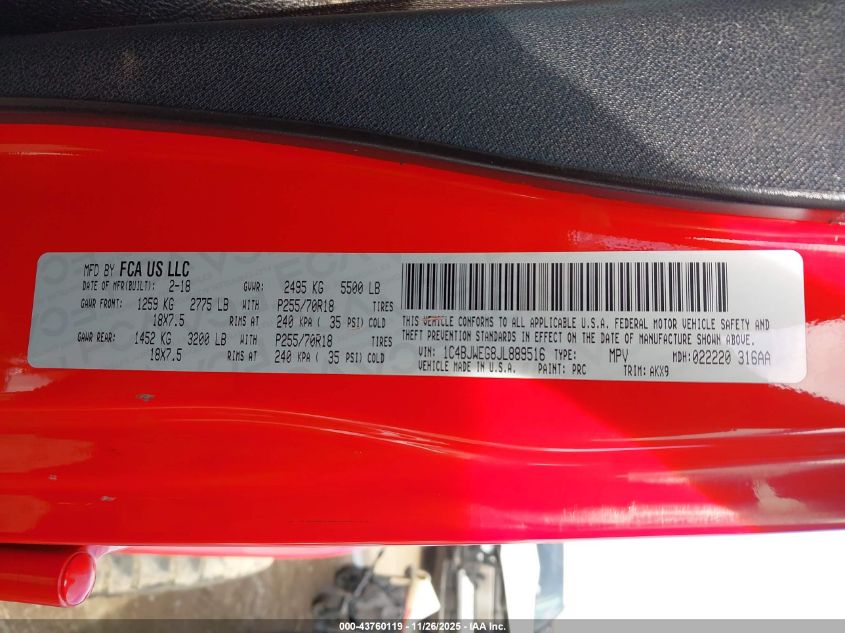 MFD BY FCA US LLC
DATE OF MFR(BUILT): 2-18 GVWR: 2495 KG 5500 LB
GAWR FRONT: 1259 KG 2775 LB WITH P255/70R18 TIRES
18X7.5 RIMS AT 240 KPA ( 35 PSI) COLD
GAWR REAR: 1452 KG 3200 LB WITH P255/70R18 TIRES
18X7.5 RIMS AT 240 KPA ( 35 PSI) COLD
THIS VEHICLE CONFORMS TO ALL APPLICABLE U.S.A. FEDERAL MOTOR VEHICLE SAFETY AND
THEFT PREVENTION STANDARDS IN EFFECT ON THE DATE OF MANUFACTURE SHOWN ABOVE.
VIN: 1C4BJWEG8JL889516 TYPE: MPV MDH: 022220 316AA
VEHICLE MADE IN U.S.A. PAINT: PRC TRIM: AKX9
000-43760119 - 11/26/2025 - IAA Inc.